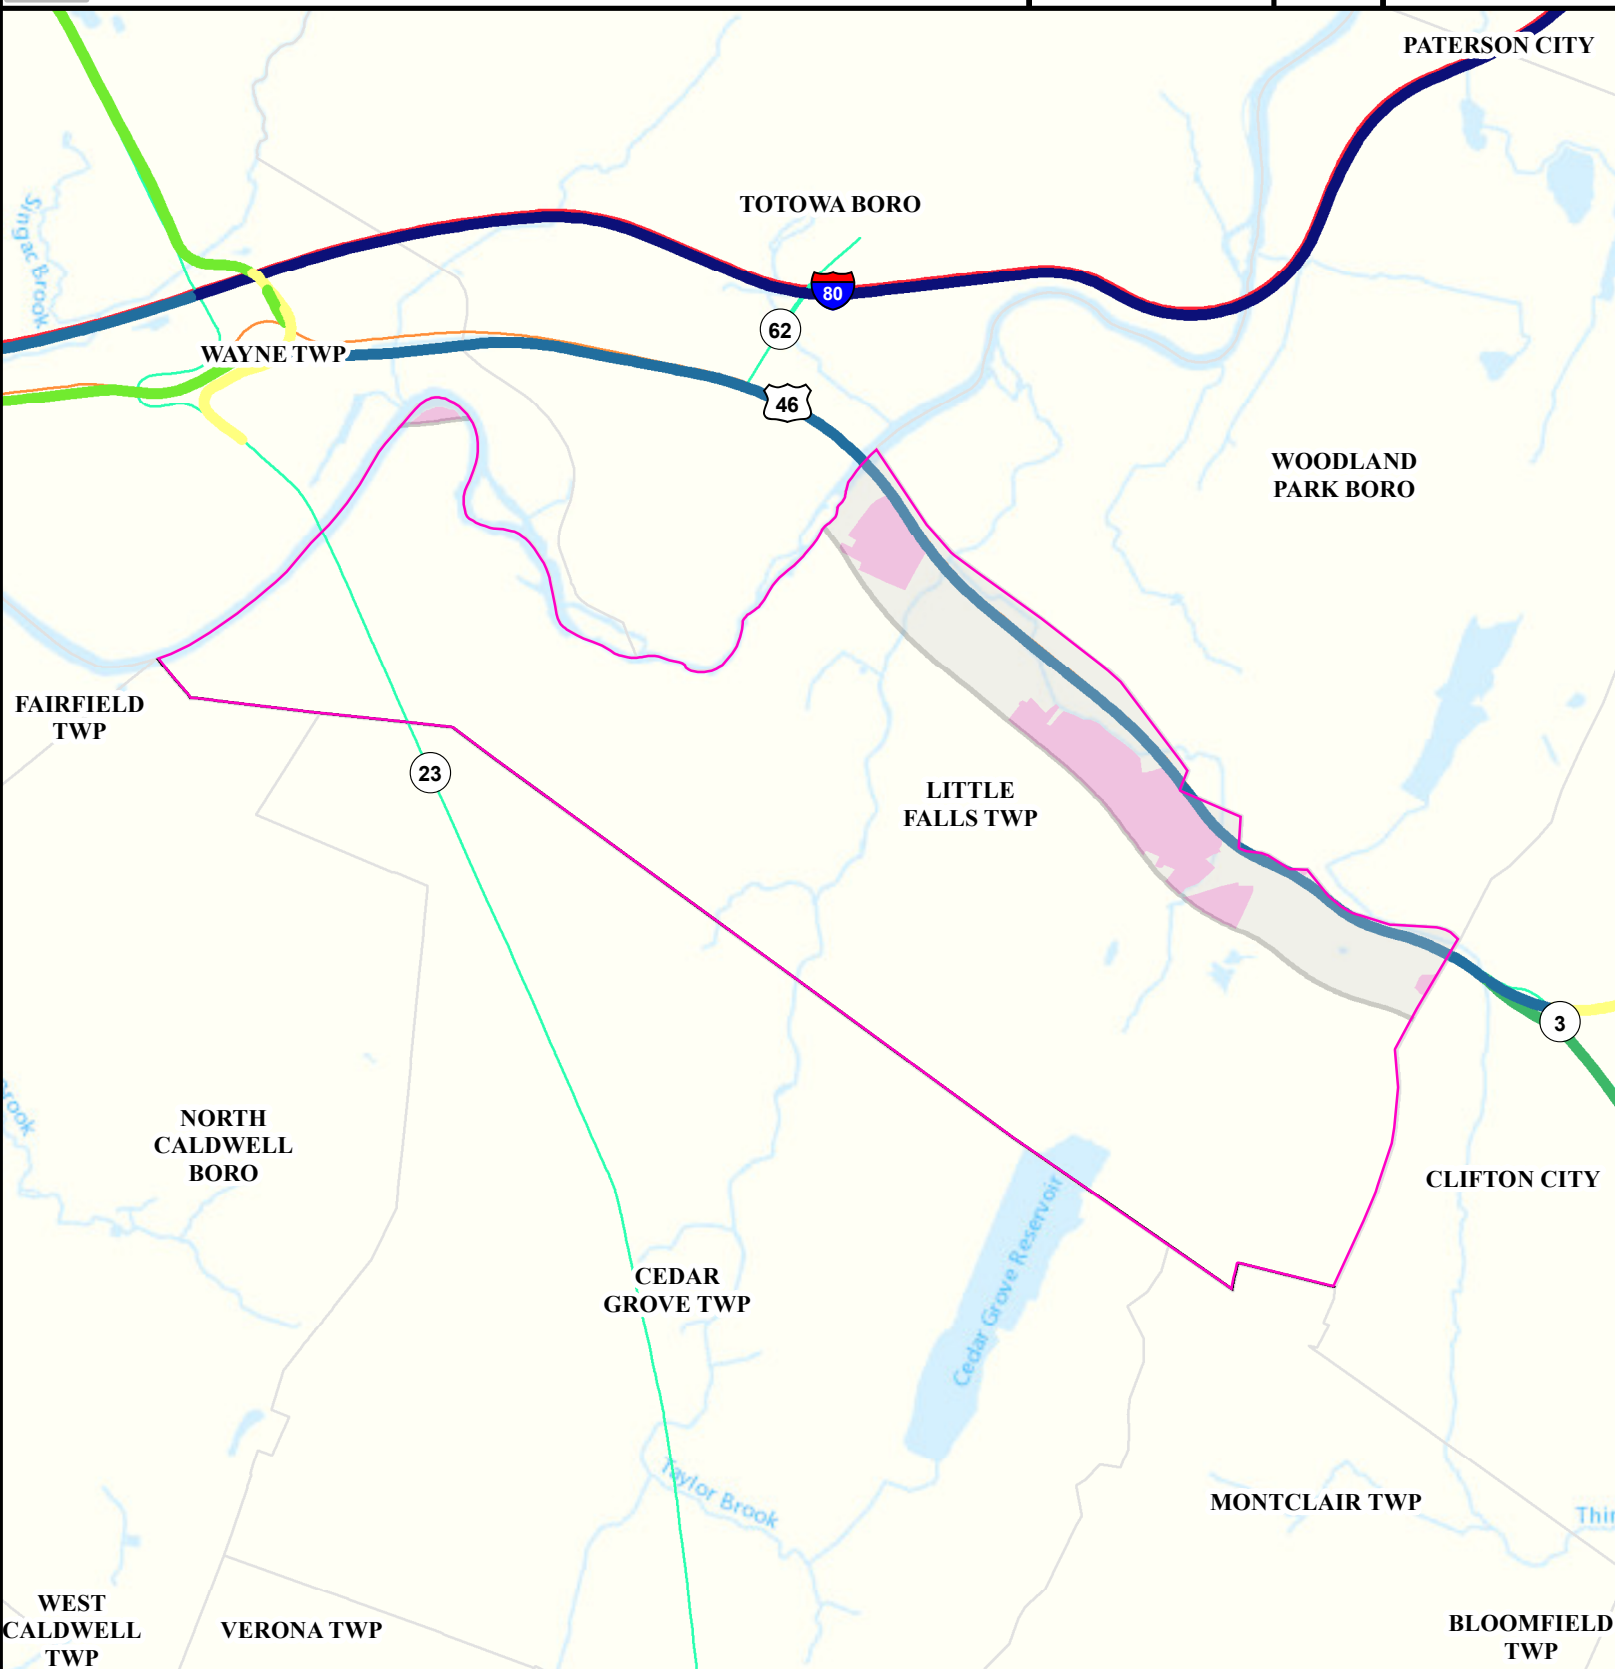 PATERSON CITY
TOTOWA BORO
Singac Brook
80
62
WAYNE TWP
46
WOODLAND
PARK BORO
FAIRFIELD
TWP
23
LITTLE
FALLS TWP
3
rook
NORTH
CALDWELL
BORO
CLIFTON CITY
Cedar Grove Reservoir
CEDAR
GROVE TWP
Taylor Brook
MONTCLAIR TWP
Thir
WEST
CALDWELL
TWP
VERONA TWP
BLOOMFIELD
TWP